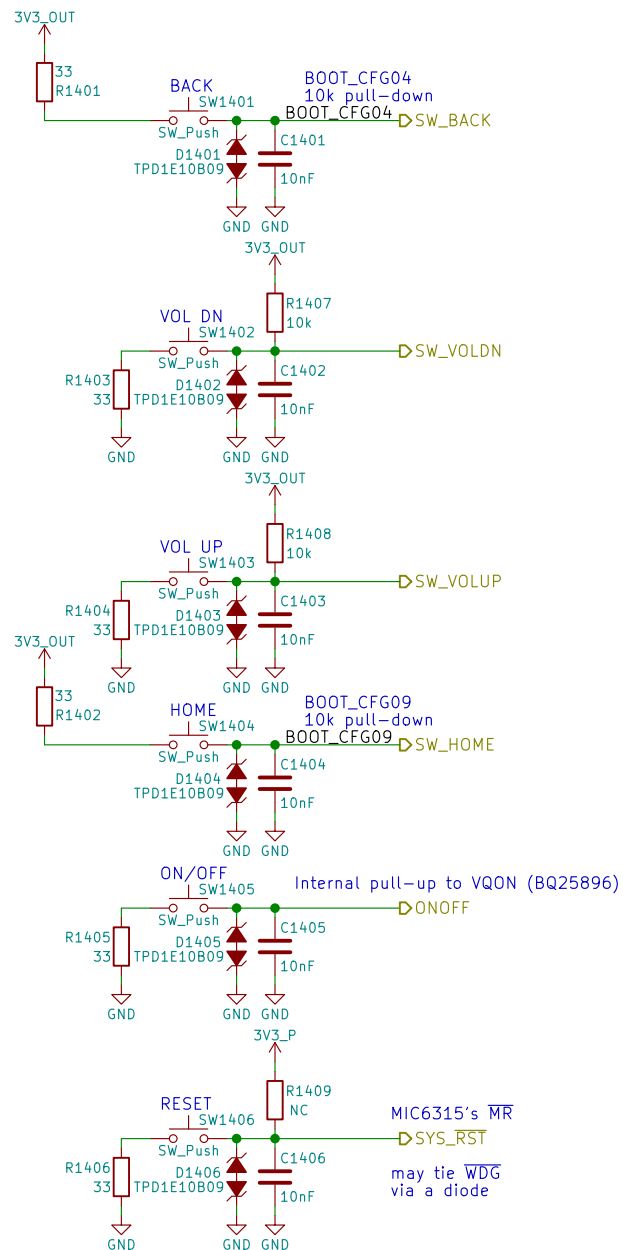 3V3_OUT
33
R1401
BACK
SW1401
SW_Push
BOOT_CFG04
10k pull-down
BOOT_CFG04
SW_BACK
D1401
TPD1E10B09
C1401
10nF
GND
GND
3V3_OUT
R1407
10k
VOL DN
SW1402
SW_Push
SW_VOLDN
R1403
33
D1402
TPD1E10B09
C1402
10nF
GND
GND
GND
3V3_OUT
R1408
10k
VOL UP
SW1403
SW_Push
SW_VOLUP
R1404
33
D1403
TPD1E10B09
C1403
10nF
GND
GND
GND
3V3_OUT
33
R1402
HOME
SW1404
SW_Push
BOOT_CFG09
10k pull-down
BOOT_CFG09
SW_HOME
D1404
TPD1E10B09
C1404
10nF
GND
GND
ON/OFF
SW1405
SW_Push
Internal pull-up to VQON (BQ25896)
ONOFF
R1405
33
D1405
TPD1E10B09
C1405
10nF
GND
GND
GND
3V3_P
R1409
NC
RESET
SW1406
SW_Push
MIC6315's MR
SYS_RST
may tie WDG
via a diode
R1406
33
D1406
TPD1E10B09
C1406
10nF
GND
GND
GND